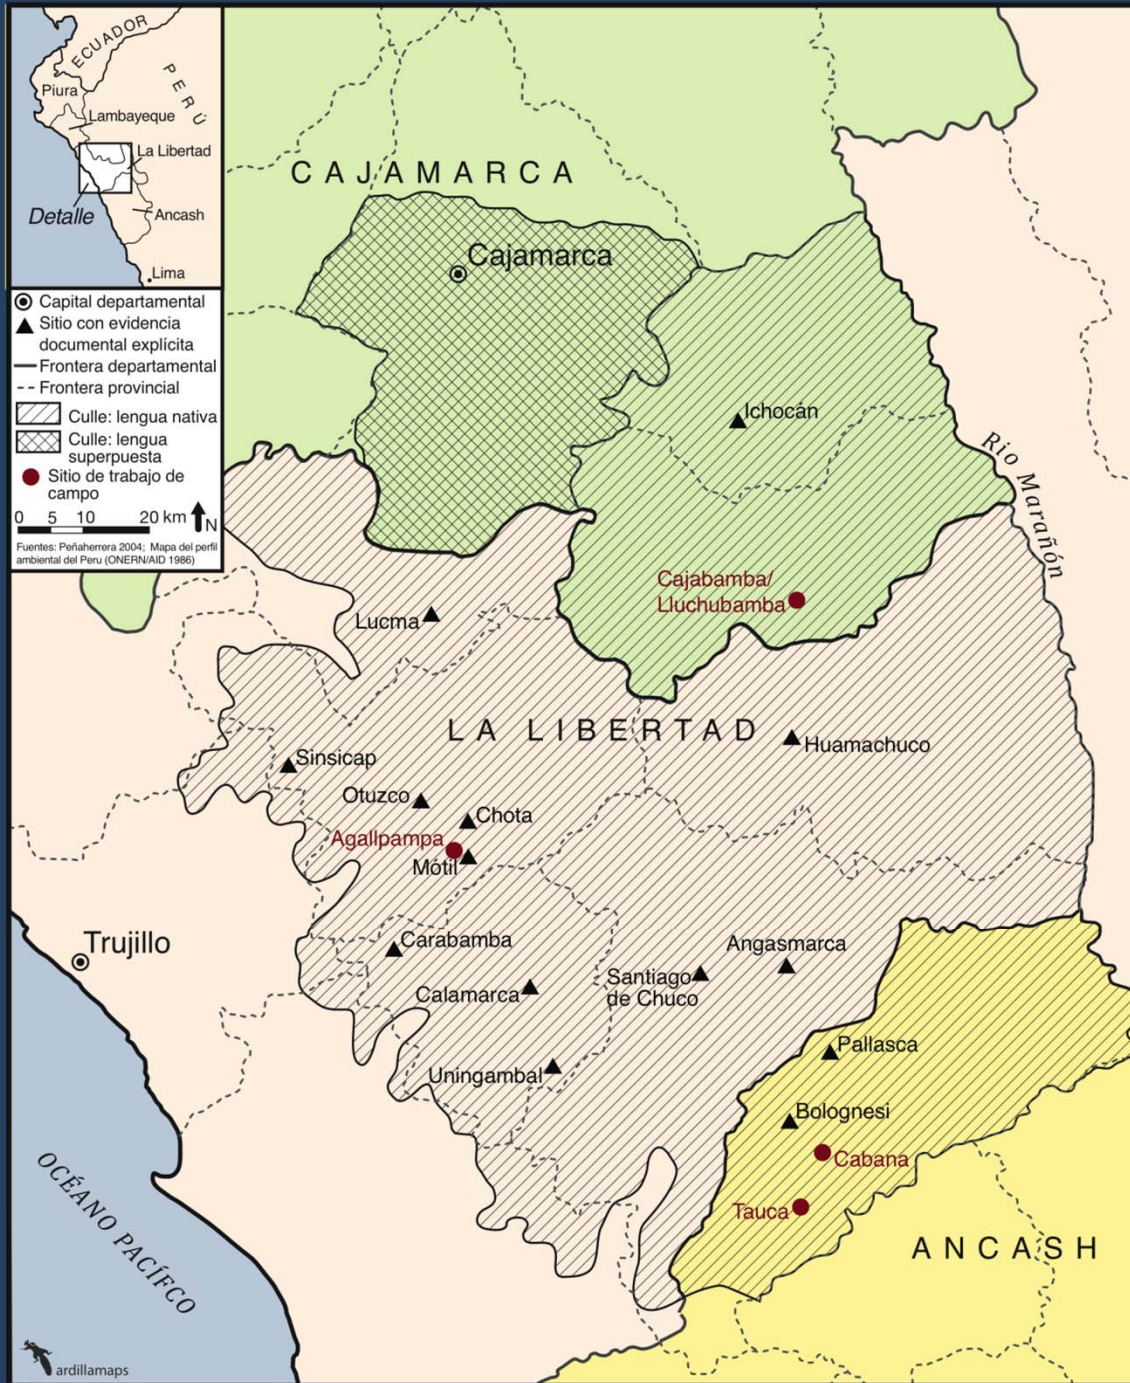 ECUADOR
PERÚ
Piura
Lambayeque
La Libertad
Detalle
Ancash
Lima
Capital departamental
Sitio con evidencia
documental explícita
Frontera departamental
Frontera provincial
Culle: lengua nativa
Culle: lengua
superpuesta
Sitio de trabajo de
campo
0 5 10 20 km N
Fuentes: Peñaherrera 2004; Mapa del perfil
ambiental del Peru (ONERN/AID 1986)
CAJAMARCA
Cajamarca
Ichocán
Rio Marañón
Cajabamba/
Lluchubamba
Lucma
LA LIBERTAD
Huamachuco
Sinsicap
Otuzco
Chota
Agallpampa
Mótil
Trujillo
Carabamba
Angasmarca
Santiago
de Chuco
Calamarca
Pallasca
Uningambal
Bolognesi
Cabana
Tauca
ANCASH
OCÉANO PACÍFCO
ardillamaps